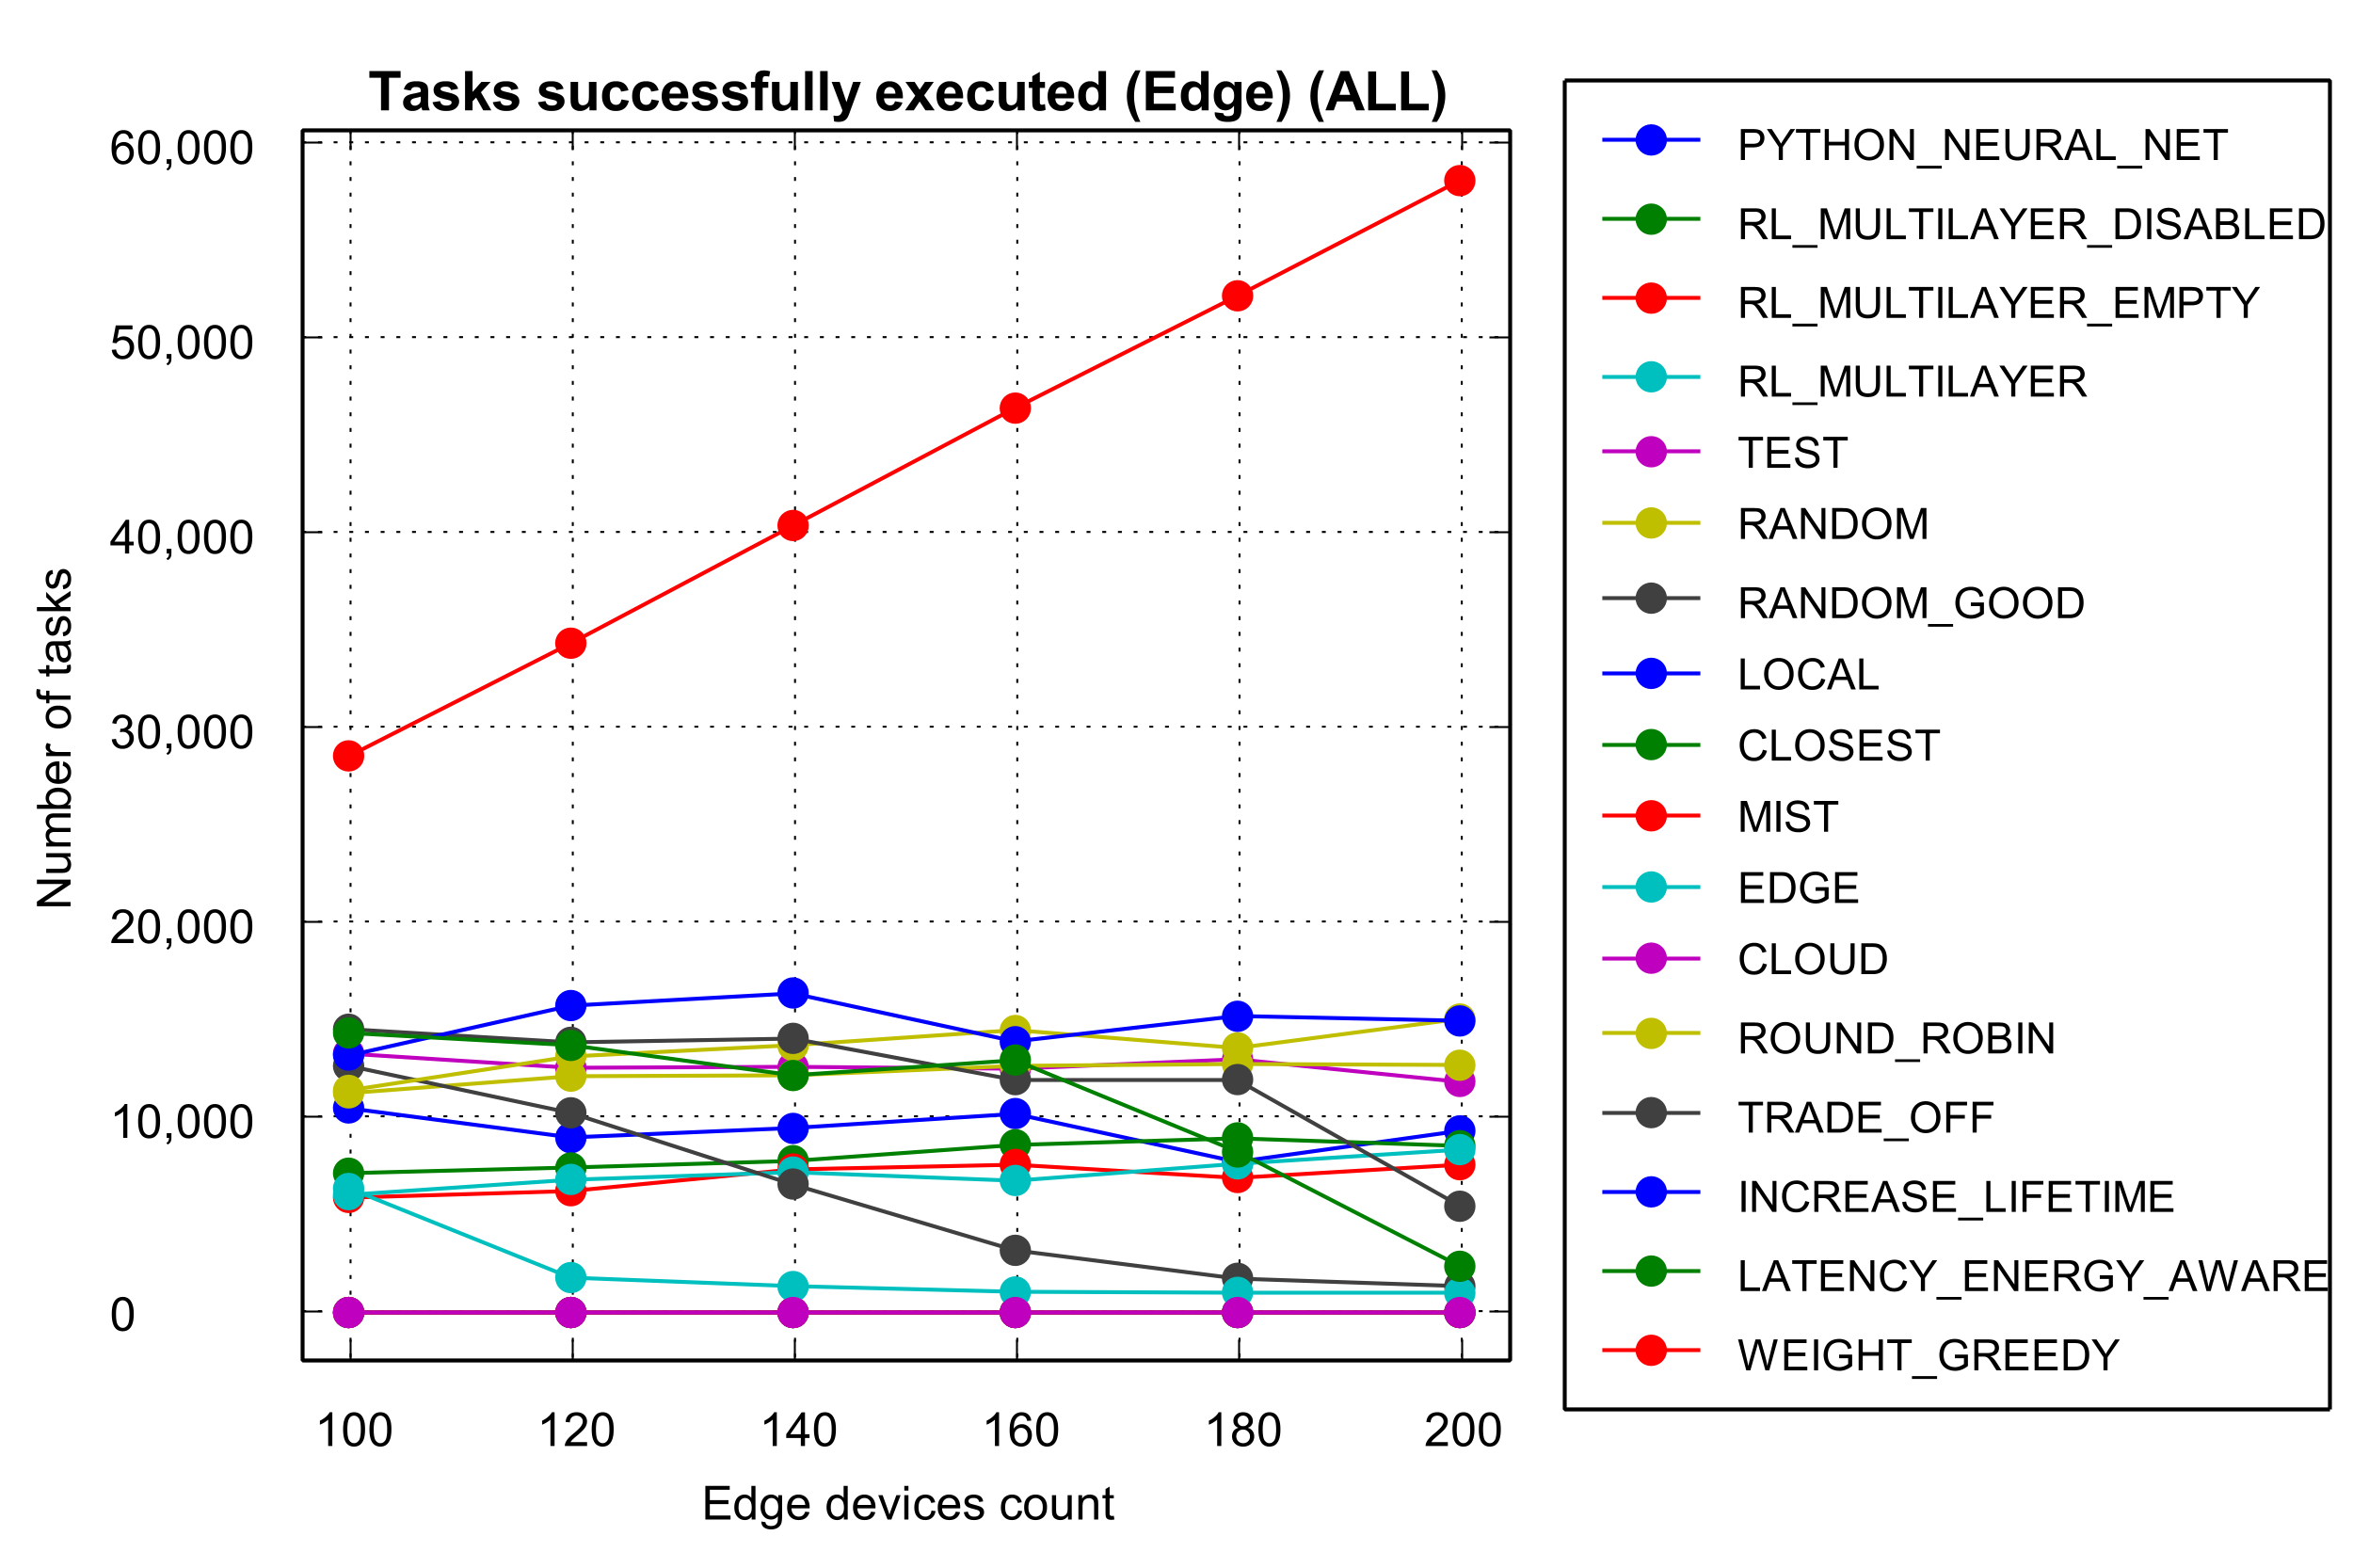 Tasks successfully executed (Edge) (ALL)
Number of tasks
60,000
50,000
40,000
30,000
20,000
10,000
0
100 120 140 160 180 200
Edge devices count
PYTHON_NEURAL_NET
RL_MULTILAYER_DISABLED
RL_MULTILAYER_EMPTY
RL_MULTILAYER
TEST
RANDOM
RANDOM_GOOD
LOCAL
CLOSEST
MIST
EDGE
CLOUD
ROUND_ROBIN
TRADE_OFF
INCREASE_LIFETIME
LATENCY_ENERGY_AWARE
WEIGHT_GREEDY